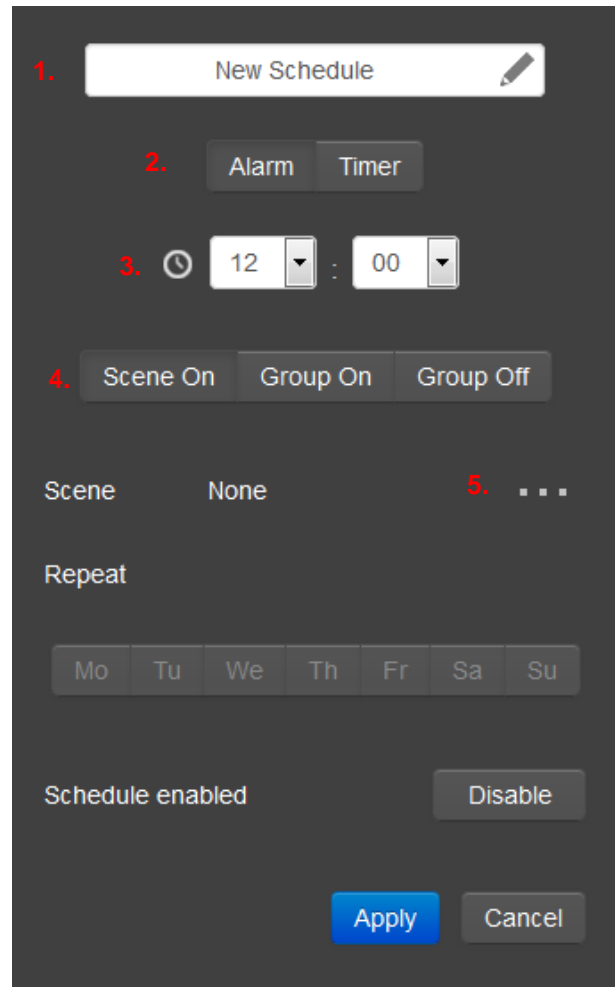 1. New Schedule
2. Alarm Timer
3. 12 : 00
4. Scene On Group On Group Off
Scene None 5. ...
Repeat
Mo Tu We Th Fr Sa Su
Schedule enabled Disable
Apply Cancel